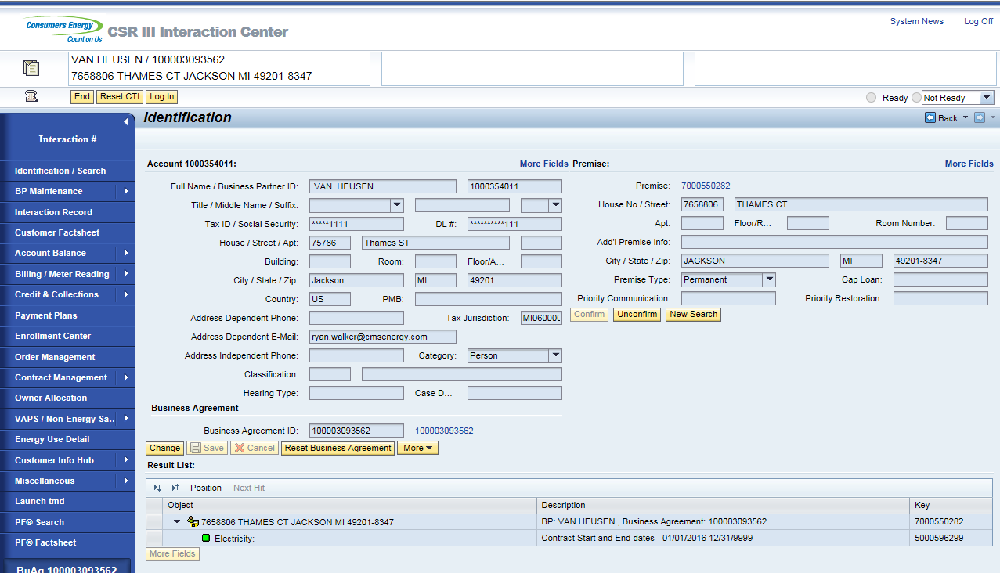 Consumers Energy
Count on Us
CSR III Interaction Center
System News
Log Off
VAN HEUSEN / 100003093562
7658806 THAMES CT JACKSON MI 49201-8347
End
Reset CTI
Log In
Ready
Not Ready
Identification
Back
Interaction #
Identification / Search
BP Maintenance
Interaction Record
Customer Factsheet
Account Balance
Billing / Meter Reading
Credit & Collections
Payment Plans
Enrollment Center
Order Management
Contract Management
Owner Allocation
VAPS / Non-Energy Sa...
Energy Use Detail
Customer Info Hub
Miscellaneous
Launch tmd
PF® Search
PF® Factsheet
BuAg 100003093562
Account 1000354011:
More Fields
Full Name / Business Partner ID: VAN HEUSEN 1000354011
Title / Middle Name / Suffix:
Tax ID / Social Security: *****1111 DL #: **********111
House / Street / Apt: 75786 Thames ST
Building: Room: Floor/A...
City / State / Zip: Jackson MI 49201
Country: US PMB:
Address Dependent Phone: Tax Jurisdiction: MI060000
Address Dependent E-Mail: ryan.walker@cmsenergy.com
Address Independent Phone: Category: Person
Classification:
Hearing Type: Case D...
Business Agreement
Business Agreement ID: 100003093562 100003093562
Change Save Cancel Reset Business Agreement More
Premise:
More Fields
Premise: 7000550282
House No / Street: 7658806 THAMES CT
Apt: Floor/R... Room Number:
Add'l Premise Info:
City / State / Zip: JACKSON MI 49201-8347
Premise Type: Permanent Cap Loan:
Priority Communication: Priority Restoration:
Confirm Unconfirm New Search
Result List:
Position Next Hit
Object Description Key
7658806 THAMES CT JACKSON MI 49201-8347 BP: VAN HEUSEN , Business Agreement: 100003093562 7000550282
Electricity: Contract Start and End dates - 01/01/2016 12/31/9999 5000596299
More Fields